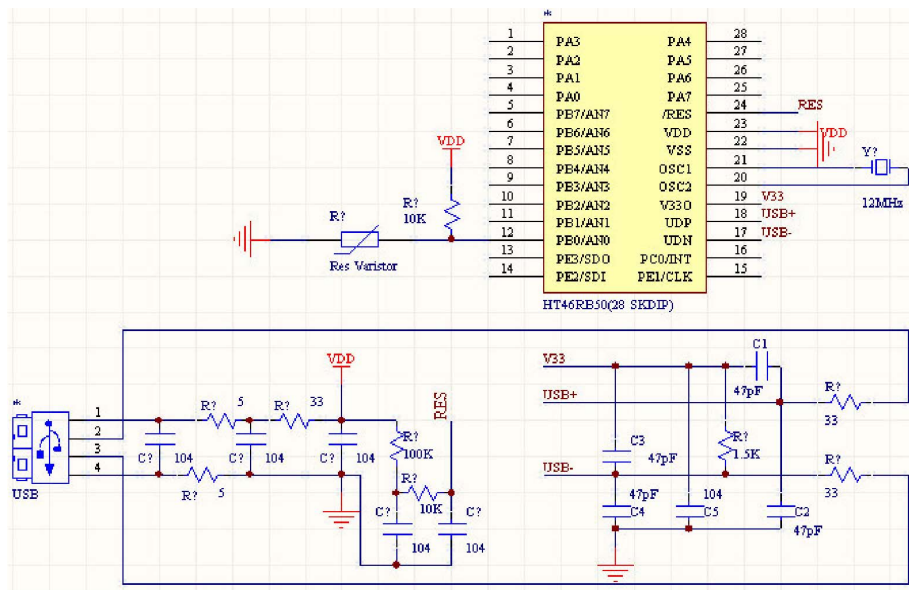 *
1 PA3 PA4 28
2 PA2 PA5 27
3 PA1 PA6 26
4 PA0 PA7 25
5 PB7/AN7 /RES 24 RES
6 PB6/AN6 VDD 23 VDD
7 PB5/AN5 VSS 22
8 PB4/AN4 OSC1 21
9 PB3/AN3 OSC2 20
10 PB2/AN2 V33O 19 V33
11 PB1/AN1 UDP 18 USB+
12 PB0/AN0 UDN 17 USB-
13 PE3/SDO PC0/INT 16
14 PE2/SDI PE1/CLK 15
HT46RB50(28 SKDIP)
Y?
12MHz
VDD
R?
10K
R?
Res Varistor
*
USB
1
2
3
4
R? 5
R? 33
VDD
RES
C? 104
C? 104
C? 104
R? 5
R?
100K
R?
10K
C?
104
C?
104
V33
USB+
USB-
C1
47pF
R?
33
R?
1.5K
C3
47pF
R?
33
47pF
C4
104
C5
C2
47pF